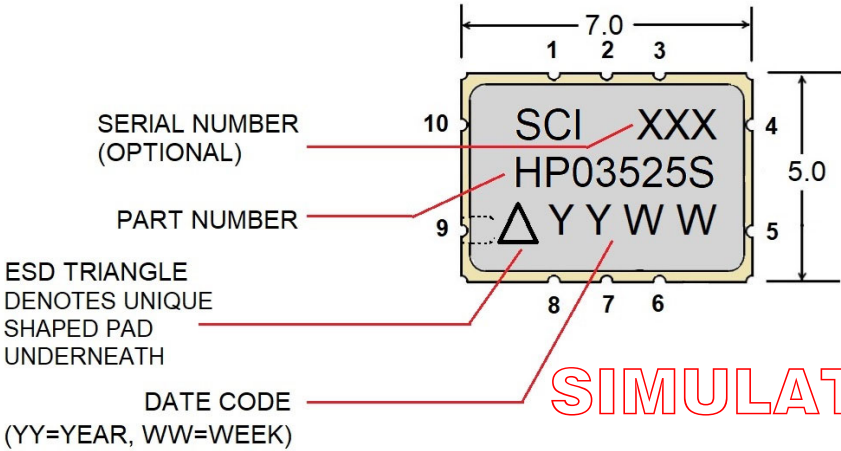 7.0
1 2 3
10 SCI XXX 4
SERIAL NUMBER
(OPTIONAL)
HP03525S
5.0
PART NUMBER
9 Y Y W W 5
ESD TRIANGLE
DENOTES UNIQUE
SHAPED PAD
UNDERNEATH
8 7 6
DATE CODE
(YY=YEAR, WW=WEEK)
SIMULAT